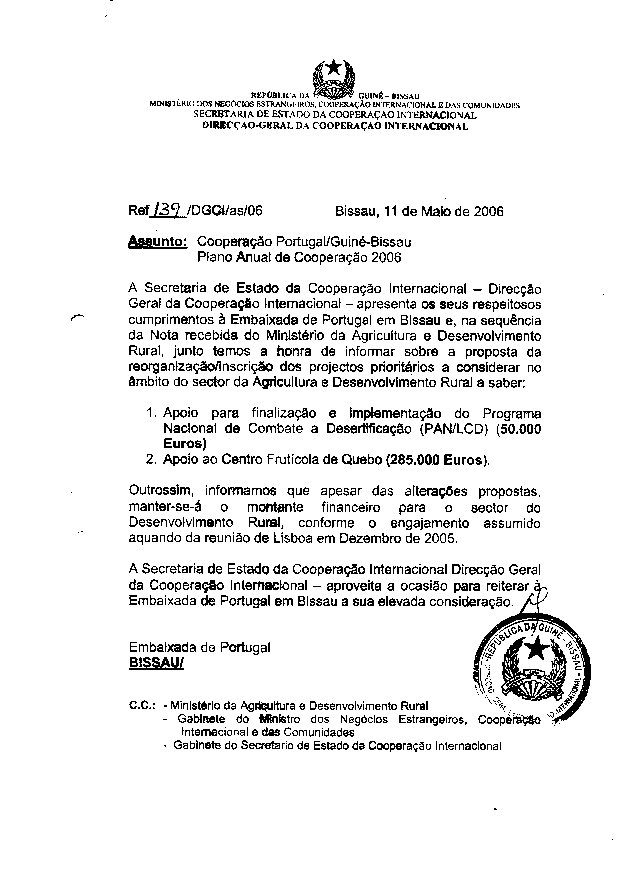 REPÚBLICA DA GUINÉ – BISSAU
MINISTÉRIO DOS NEGÓCIOS ESTRANGEIROS, COOPERAÇÃO INTERNACIONAL E DAS COMUNIDADES
SECRETARIA DE ESTADO DA COOPERAÇAO INTERNACIONAL
DIRECÇAO-GERAL DA COOPERAÇAO INTERNACIONAL
Ref 139 /DGCI/as/06 Bissau, 11 de Maio de 2006
Assunto: Cooperação Portugal/Guiné-Bissau
Plano Anual de Cooperação 2006
A Secretaria de Estado da Cooperação Internacional – Direcção
Geral da Cooperação Internacional – apresenta os seus respeitosos
cumprimentos à Embaixada de Portugal em Bissau e, na sequência
da Nota recebida do Ministério da Agricultura e Desenvolvimento
Rural, junto temos a honra de informar sobre a proposta da
reorganização/inscrição dos projectos prioritários a considerar no
âmbito do sector da Agricultura e Desenvolvimento Rural a saber:
1. Apoio para finalização e implementação do Programa
Nacional de Combate a Desertificação (PAN/LCD) (50.000
Euros)
2. Apoio ao Centro Frutícola de Quebo (285.000 Euros).
Outrossim, informamos que apesar das alterações propostas,
manter-se-á o montante financeiro para o sector do
Desenvolvimento Rural, conforme o engajamento assumido
aquando da reunião de Lisboa em Dezembro de 2005.
A Secretaria de Estado da Cooperação Internacional Direcção Geral
da Cooperação Internacional – aproveita a ocasião para reiterar à
Embaixada de Portugal em Bissau a sua elevada consideração.
Embaixada de Portugal
BISSAU/
REPÚBLICA DA GUINÉ - BISSAU
C.C.: - Ministério da Agricultura e Desenvolvimento Rural
- Gabinete do Ministro dos Negócios Estrangeiros, Cooperação
Internacional e das Comunidades
- Gabinete do Secretario de Estado da Cooperação Internacional